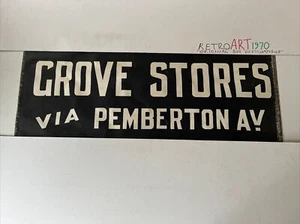 RETROART1970
GROVE STORES
VIA PEMBERTON AV.